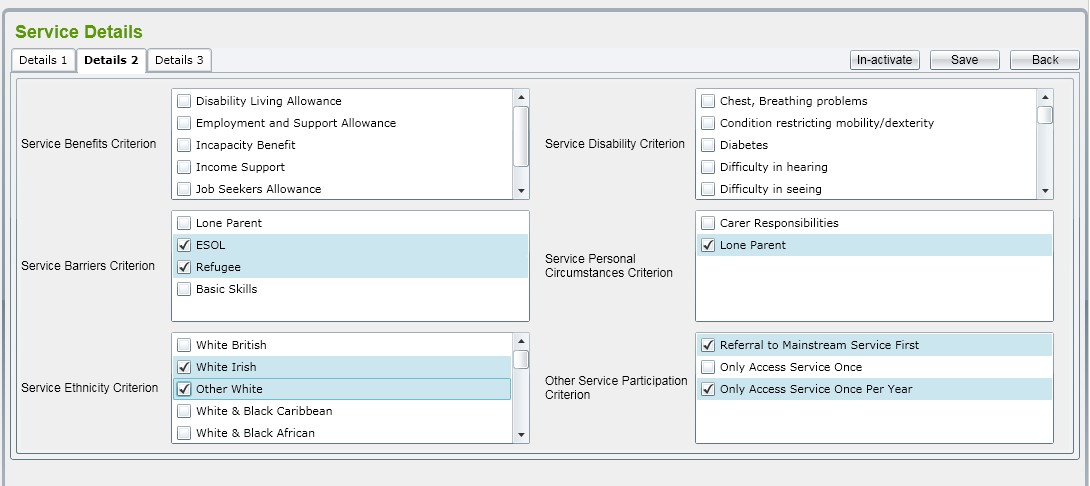 Service Details
Details 1
Details 2
Details 3
In-activate
Save
Back
Service Benefits Criterion
Disability Living Allowance
Employment and Support Allowance
Incapacity Benefit
Income Support
Job Seekers Allowance
Service Disability Criterion
Chest, Breathing problems
Condition restricting mobility/dexterity
Diabetes
Difficulty in hearing
Difficulty in seeing
Service Barriers Criterion
Lone Parent
ESOL
Refugee
Basic Skills
Service Personal
Circumstances Criterion
Carer Responsibilities
Lone Parent
Service Ethnicity Criterion
White British
White Irish
Other White
White & Black Caribbean
White & Black African
Other Service Participation
Criterion
Referral to Mainstream Service First
Only Access Service Once
Only Access Service Once Per Year